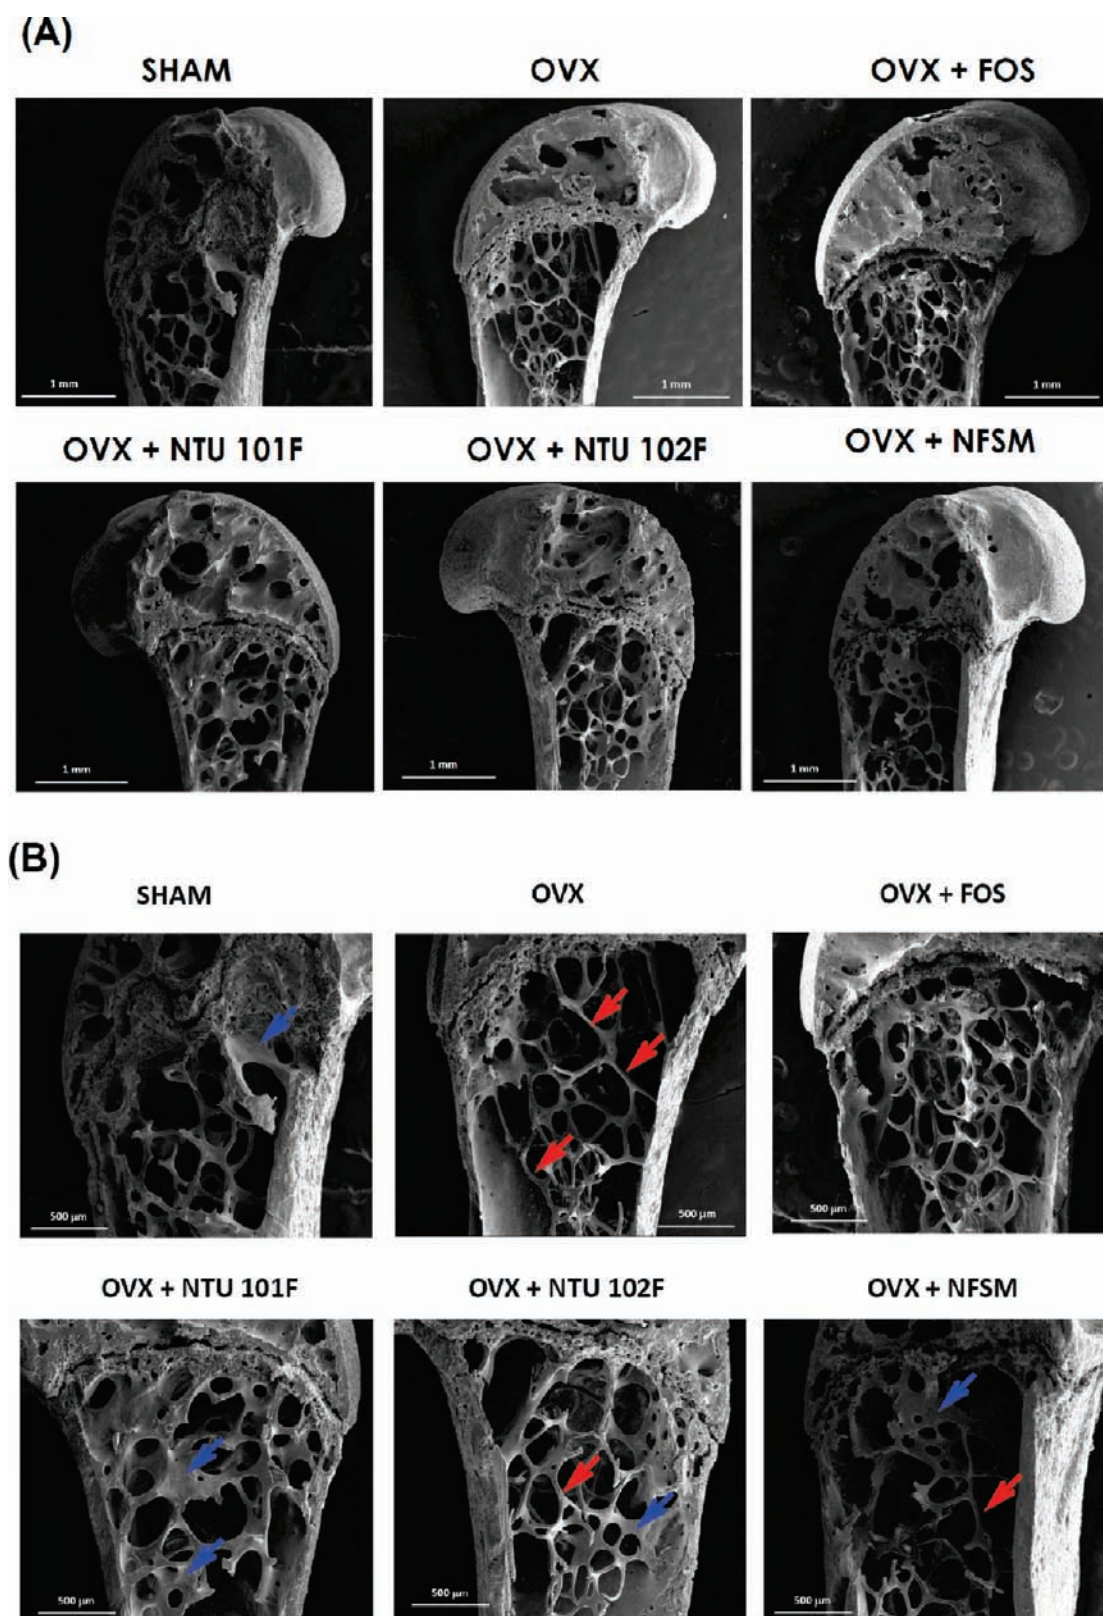 (A)
SHAM OVX OVX + FOS
1 mm 1 mm 1 mm
OVX + NTU 101F OVX + NTU 102F OVX + NFSM
1 mm 1 mm 1 mm
(B)
SHAM OVX OVX + FOS
500 µm 500 µm 500 µm
OVX + NTU 101F OVX + NTU 102F OVX + NFSM
500 µm 500 µm 500 µm